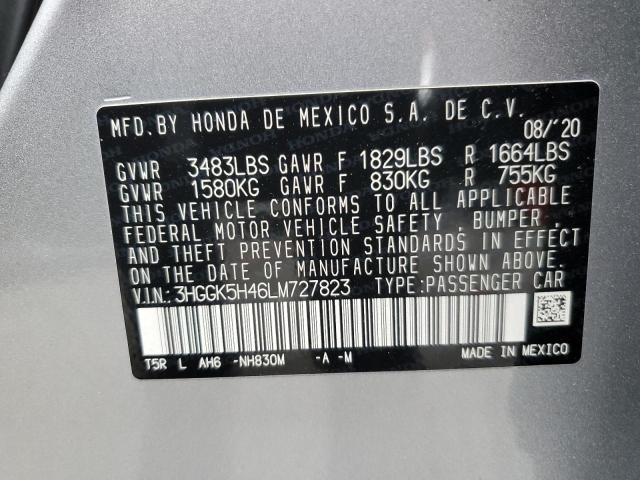 MFD.BY HONDA DE MEXICO S.A. DE C.V.
08/'20
GVWR 3483LBS GAWR F 1829LBS R 1664LBS
GVWR 1580KG GAWR F 830KG R 755KG
THIS VEHICLE CONFORMS TO ALL APPLICABLE
FEDERAL MOTOR VEHICLE SAFETY , BUMPER ,
AND THEFT PREVENTION STANDARDS IN EFFECT
ON THE DATE OF MANUFACTURE SHOWN ABOVE.
V.I.N.:3HGGK5H46LM727823 TYPE:PASSENGER CAR
T5R L AH6 -NH830M -A -M
MADE IN MEXICO